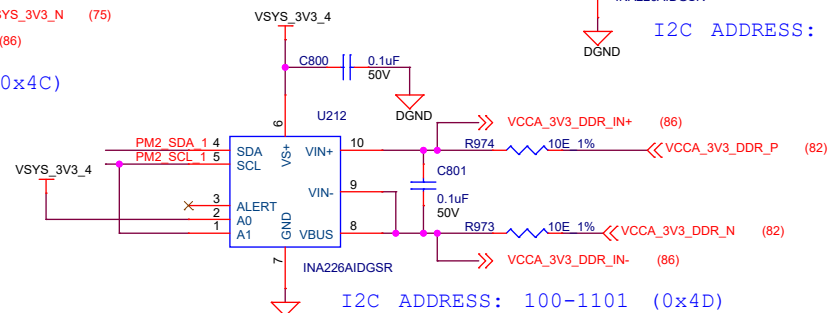 SYS_3V3_N (75)
(86)
0x4C)
VSYS_3V3_4
DGND
I2C ADDRESS:
C800
0.1uF
50V
DGND
U212
6
VS+
PM2_SDA_1 4 SDA
PM2_SCL_1 5 SCL
VSYS_3V3_4
3 ALERT
2 A0
1 A1
GND
7
VIN+ 10
VIN- 9
VBUS 8
INA226AIDGSR
C801
0.1uF
50V
VCCA_3V3_DDR_IN+ (86)
R974 10E_1% VCCA_3V3_DDR_P (82)
R973 10E_1% VCCA_3V3_DDR_N (82)
VCCA_3V3_DDR_IN- (86)
I2C ADDRESS: 100-1101 (0x4D)